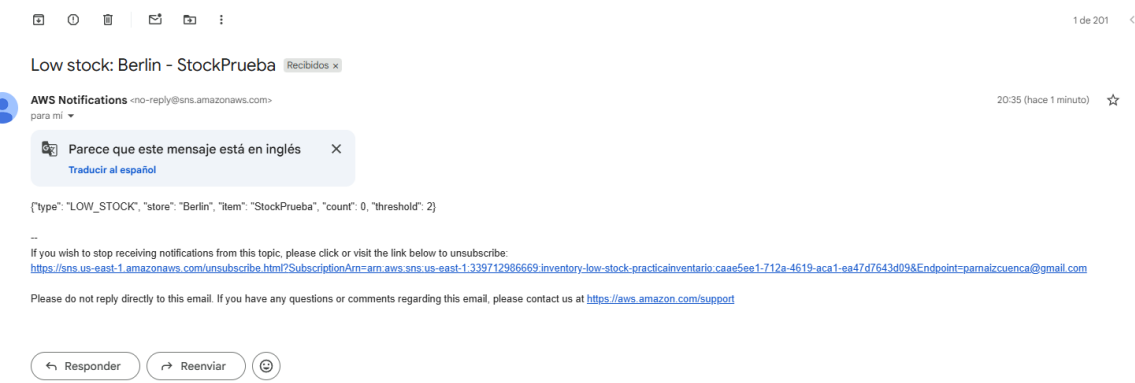 1 de 201
Low stock: Berlin - StockPrueba Recibidos x
AWS Notifications <no-reply@sns.amazonaws.com>
20:35 (hace 1 minuto)
para mí
Parece que este mensaje está en inglés
Traducir al español
{"type": "LOW_STOCK", "store": "Berlin", "item": "StockPrueba", "count": 0, "threshold": 2}
--
If you wish to stop receiving notifications from this topic, please click or visit the link below to unsubscribe:
https://sns.us-east-1.amazonaws.com/unsubscribe.html?SubscriptionArn=arn:aws:sns:us-east-1:339712986669:inventory-low-stock-practicainventario:caae5ee1-712a-4619-aca1-ea47d7643d09&Endpoint=parnaizcuenca@gmail.com
Please do not reply directly to this email. If you have any questions or comments regarding this email, please contact us at https://aws.amazon.com/support
Responder
Reenviar